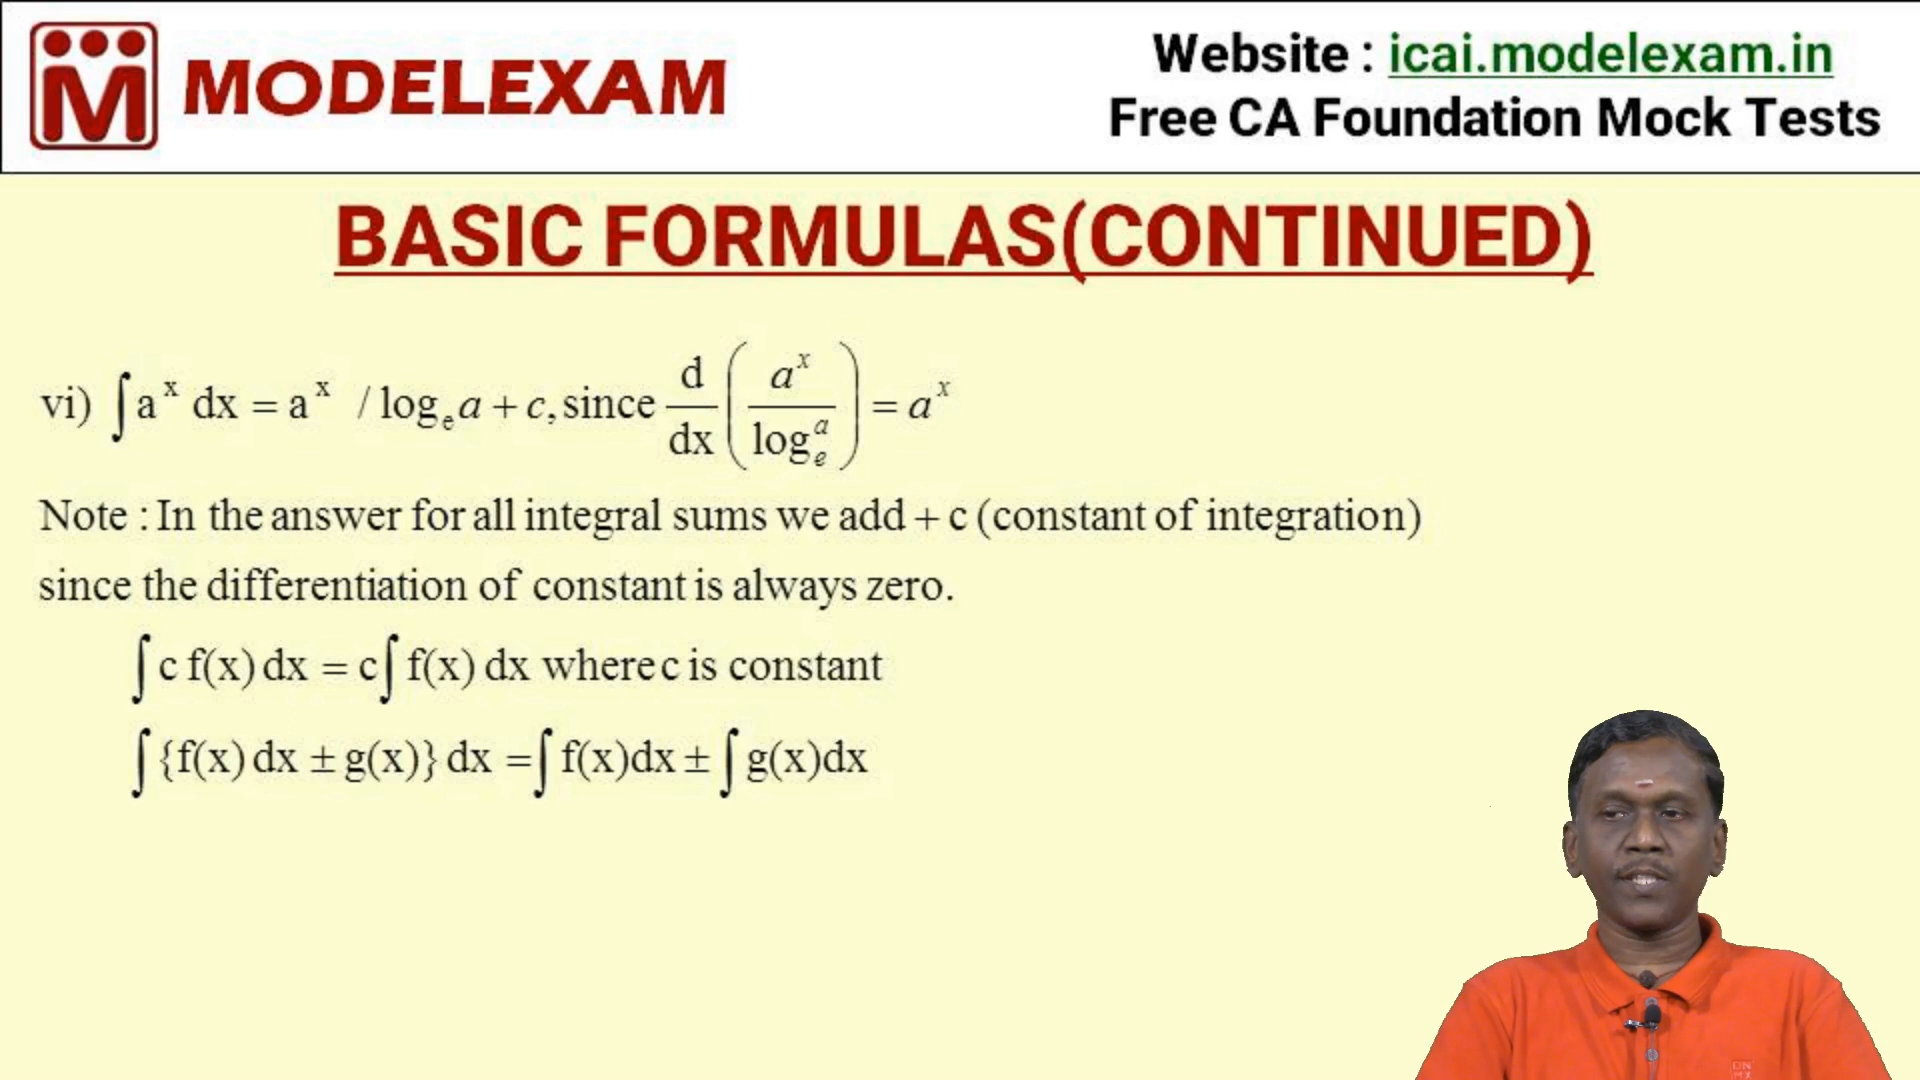 MODELEXAM
Website : icai.modelexam.in
Free CA Foundation Mock Tests
BASIC FORMULAS(CONTINUED)
vi) ∫a^x dx = a^x / log_e a + c, since d/dx (a^x / log_e^a) = a^x
Note : In the answer for all integral sums we add + c (constant of integration)
since the differentiation of constant is always zero.
∫ c f(x) dx = c∫ f(x) dx where c is constant
∫ {f(x) dx ± g(x)} dx = ∫ f(x)dx ± ∫ g(x)dx